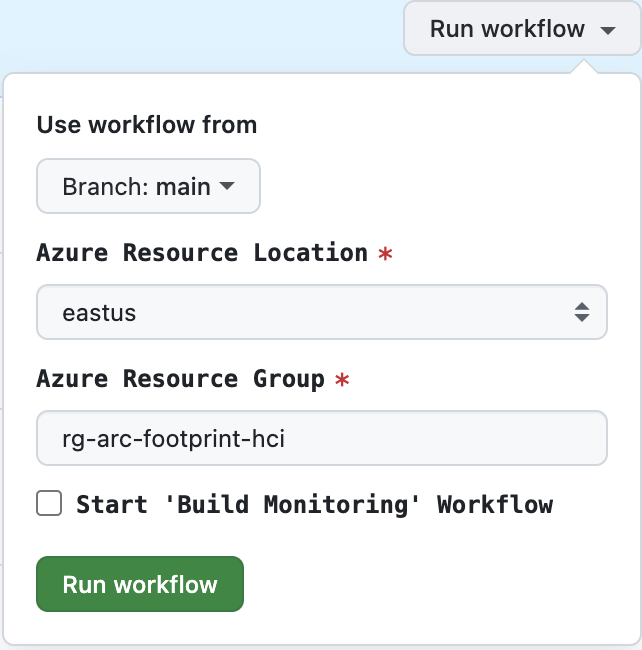 Run workflow
Use workflow from
Branch: main
Azure Resource Location *
eastus
Azure Resource Group *
rg-arc-footprint-hci
Start 'Build Monitoring' Workflow
Run workflow